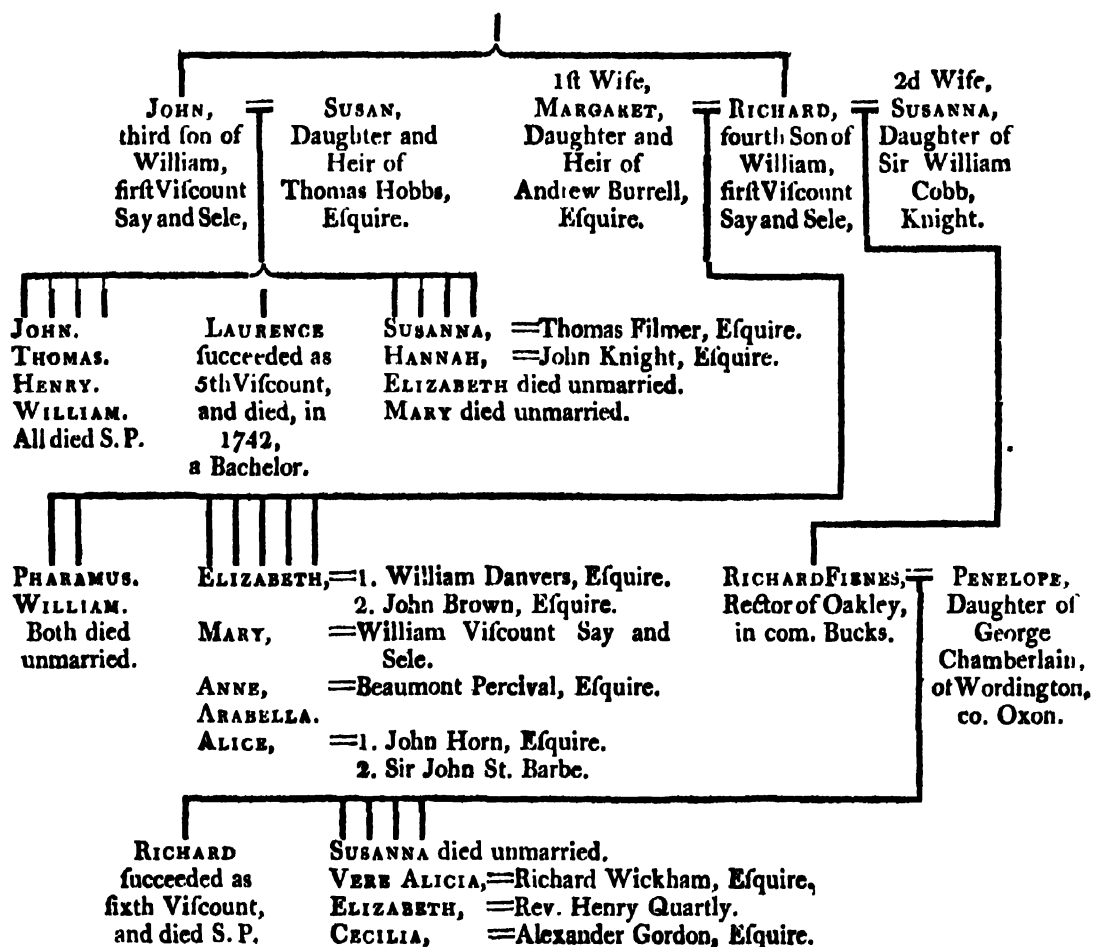 JOHN,
third ſon of
William,
firſt Viſcount
Say and Sele,
=
SUSAN,
Daughter and
Heir of
Thomas Hobbs,
Eſquire.
1ſt Wife,
MARGARET,
Daughter and
Heir of
Andrew Burrell,
Eſquire.
=
RICHARD,
fourth Son of
William,
firſt Viſcount
Say and Sele,
=
2d Wife,
SUSANNA,
Daughter of
Sir William
Cobb,
Knight.
JOHN.
THOMAS.
HENRY.
WILLIAM.
All died S. P.
LAURENCE
ſucceeded as
5th Viſcount,
and died, in
1742,
a Bachelor.
SUSANNA, =Thomas Filmer, Eſquire.
HANNAH, =John Knight, Eſquire.
ELIZABETH died unmarried.
MARY died unmarried.
PHARAMUS.
WILLIAM.
Both died
unmarried.
ELIZABETH,=1. William Danvers, Eſquire.
2. John Brown, Eſquire.
MARY, =William Viſcount Say and
Sele.
ANNE, =Beaumont Percival, Eſquire.
ARABELLA.
ALICE, =1. John Horn, Eſquire.
2. Sir John St. Barbe.
RICHARD FIENES,
Rector of Oakley,
in com. Bucks.
=
PENELOPE,
Daughter of
George
Chamberlain,
of Wordington,
co. Oxon.
RICHARD
ſucceeded as
ſixth Viſcount,
and died S. P.
SUSANNA died unmarried.
VERE ALICIA,=Richard Wickham, Eſquire,
ELIZABETH, =Rev. Henry Quartly.
CECILIA, =Alexander Gordon, Eſquire.